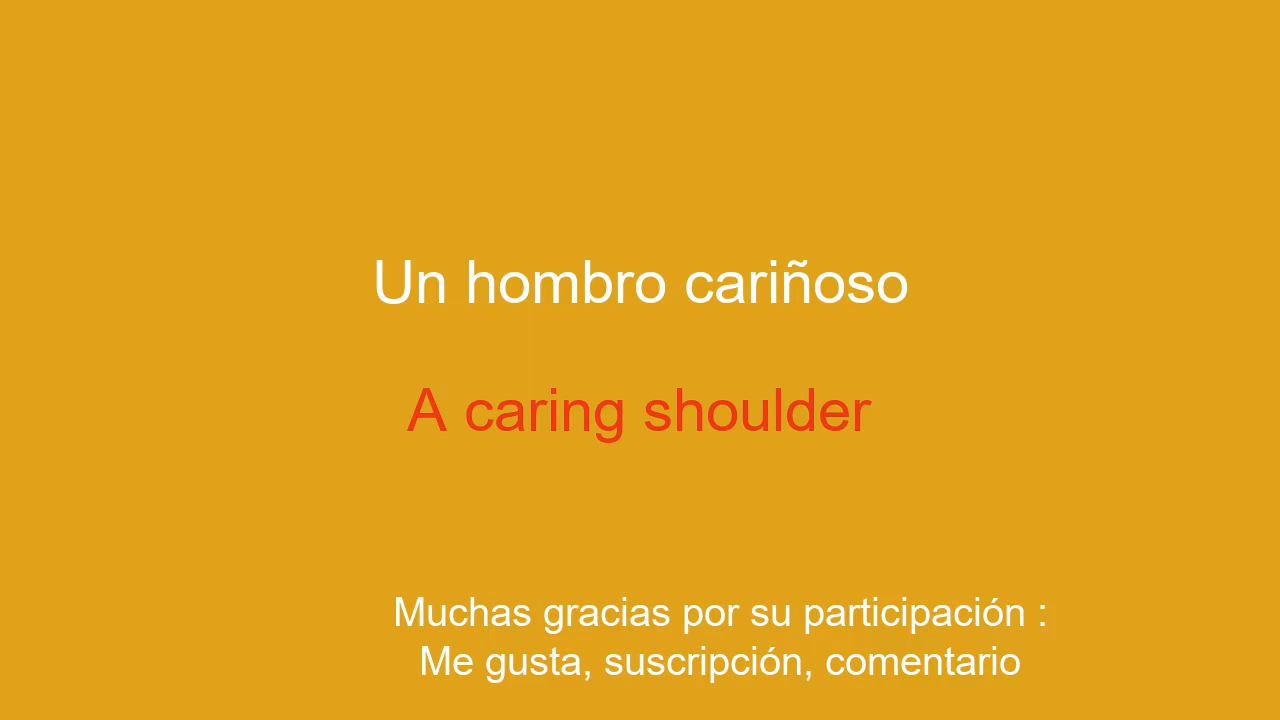 Un hombro cariñoso
A caring shoulder
Muchas gracias por su participación :
Me gusta, suscripción, comentario